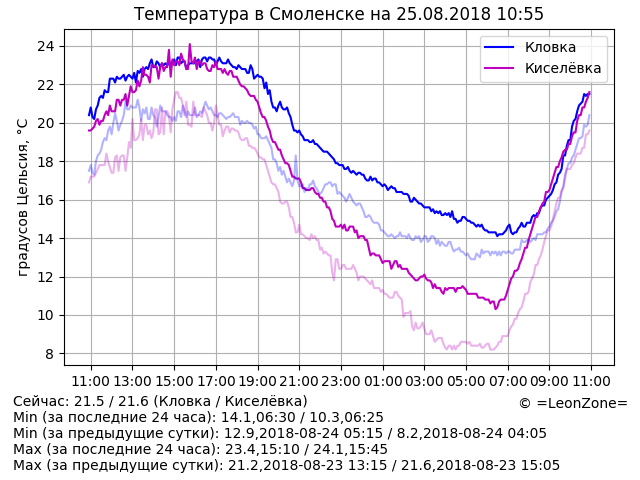 Температура в Смоленске на 25.08.2018 10:55
Кловка
Киселёвка
градусов Цельсия, °C
24
22
20
18
16
14
12
10
8
11:00 13:00 15:00 17:00 19:00 21:00 23:00 01:00 03:00 05:00 07:00 09:00 11:00
Сейчас: 21.5 / 21.6 (Кловка / Киселёвка)
© =LeonZone=
Min (за последние 24 часа): 14.1,06:30 / 10.3,06:25
Min (за предыдущие сутки): 12.9,2018-08-24 05:15 / 8.2,2018-08-24 04:05
Max (за последние 24 часа): 23.4,15:10 / 24.1,15:45
Max (за предыдущие сутки): 21.2,2018-08-23 13:15 / 21.6,2018-08-23 15:05